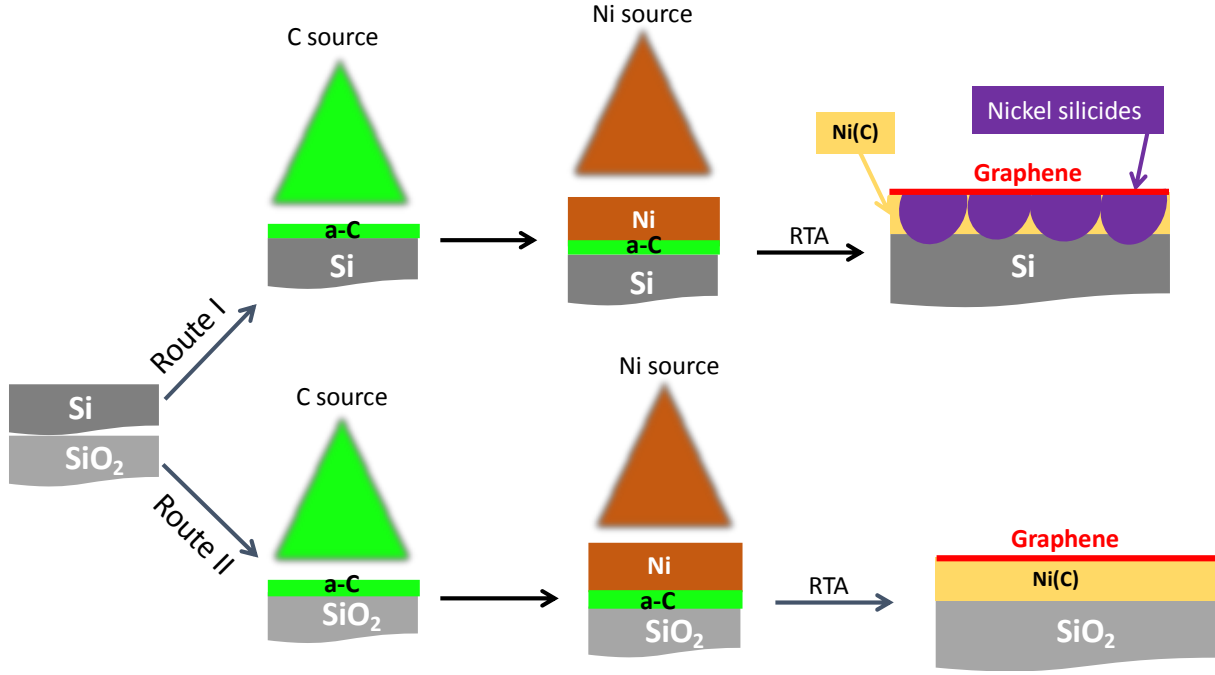 C source
a-C
Si
Ni source
Ni
a-C
Si
RTA
Ni(C)
Nickel silicides
Graphene
Si
Route I
Si
SiO₂
Route II
C source
a-C
SiO₂
Ni source
Ni
a-C
SiO₂
RTA
Graphene
Ni(C)
SiO₂